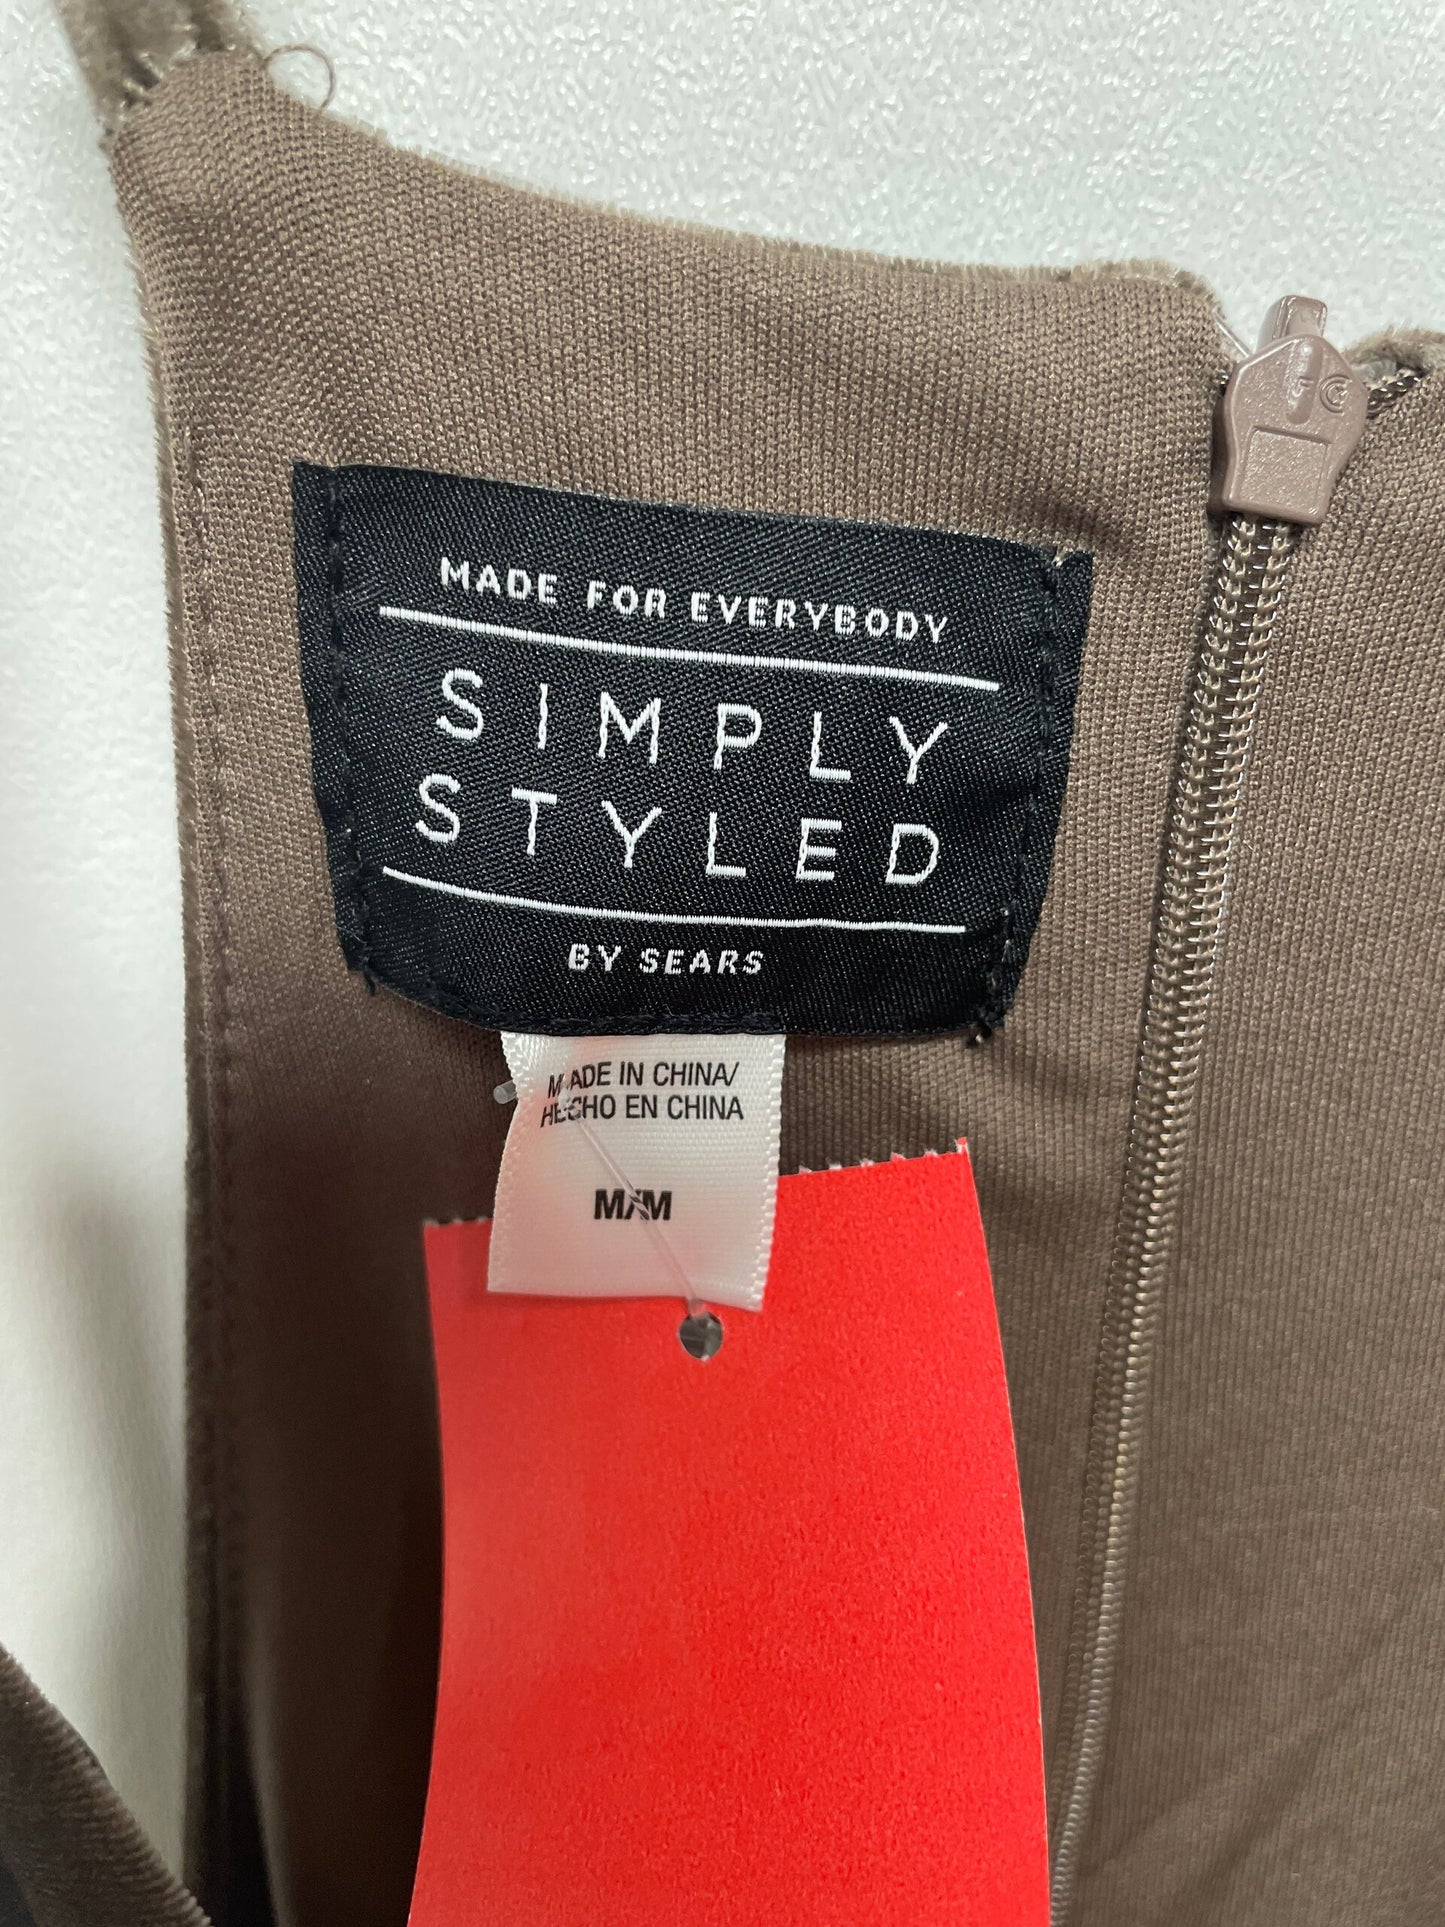 MADE FOR EVERYBODY
SIMPLY
STYLED
BY SEARS
MADE IN CHINA/
HECHO EN CHINA
M/M